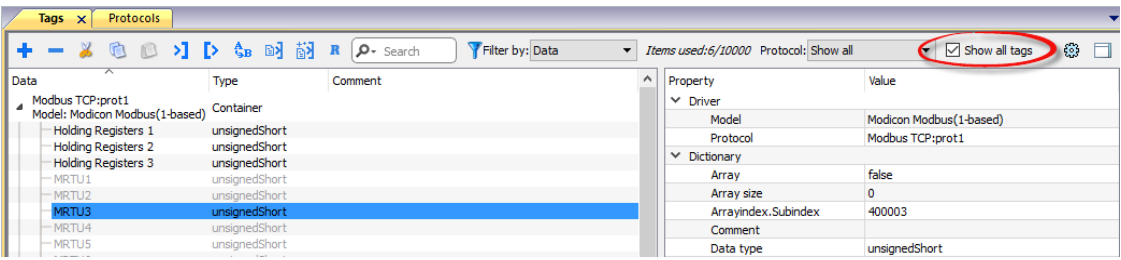 Tags x Protocols
R Search Filter by: Data Items used:6/10000 Protocol: Show all Show all tags
Data Type Comment Property Value
Modbus TCP:prot1
Model: Modicon Modbus(1-based) Container
Driver
Model Modicon Modbus(1-based)
Holding Registers 1 unsignedShort
Protocol Modbus TCP:prot1
Holding Registers 2 unsignedShort
Dictionary
Holding Registers 3 unsignedShort
Array false
MRTU1 unsignedShort
Array size 0
MRTU2 unsignedShort
MRTU3 unsignedShort
Arrayindex.Subindex 400003
MRTU4 unsignedShort
Comment
MRTU5 unsignedShort
Data type unsignedShort